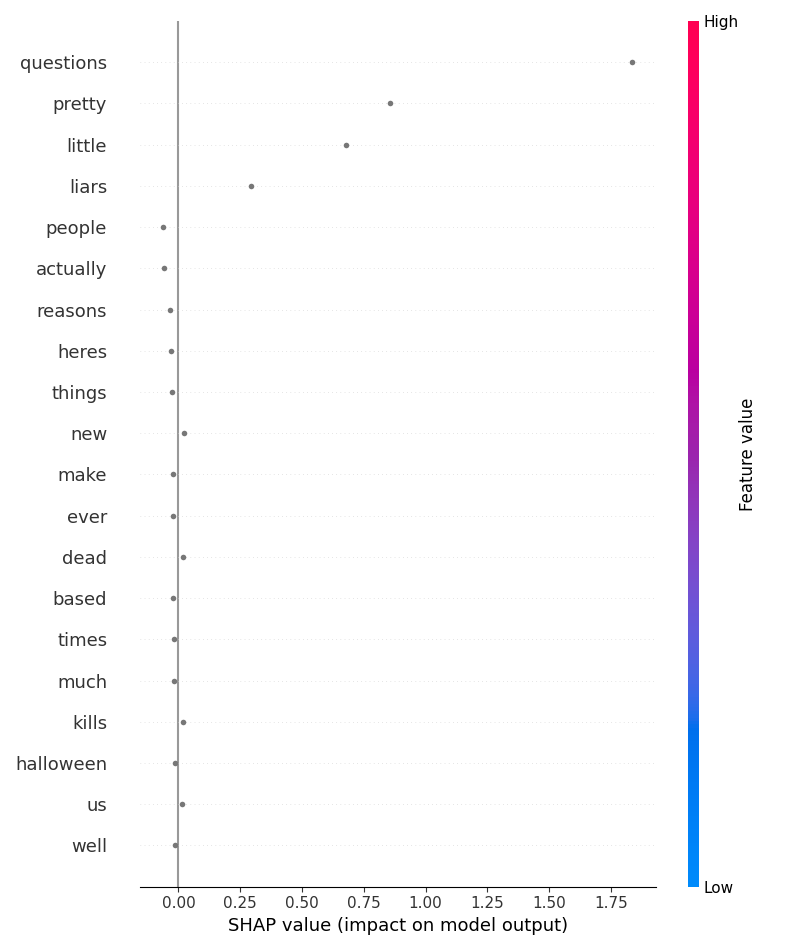 High
questions
pretty
little
liars
people
actually
reasons
heres
things
new
make
ever
dead
based
times
much
kills
halloween
us
well
Feature value
Low
0.00 0.25 0.50 0.75 1.00 1.25 1.50 1.75
SHAP value (impact on model output)